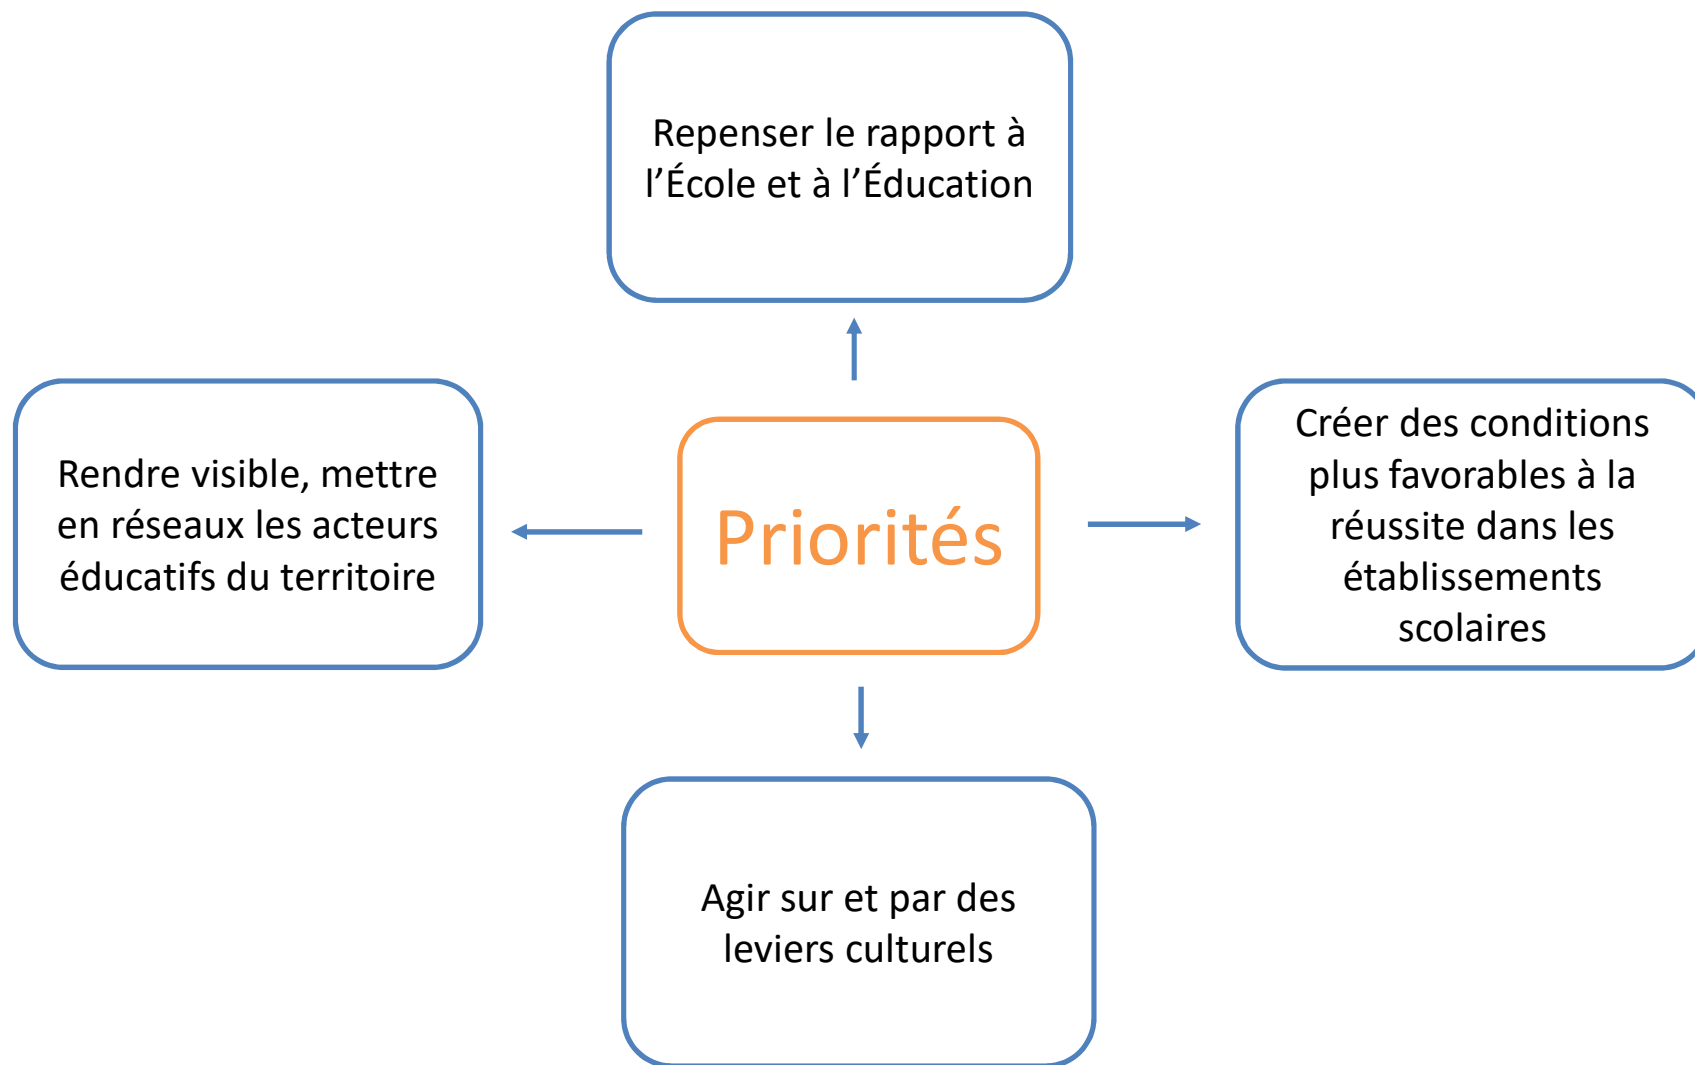 Repenser le rapport à
l’École et à l’Éducation
Rendre visible, mettre
en réseaux les acteurs
éducatifs du territoire
Priorités
Créer des conditions
plus favorables à la
réussite dans les
établissements
scolaires
Agir sur et par des
leviers culturels